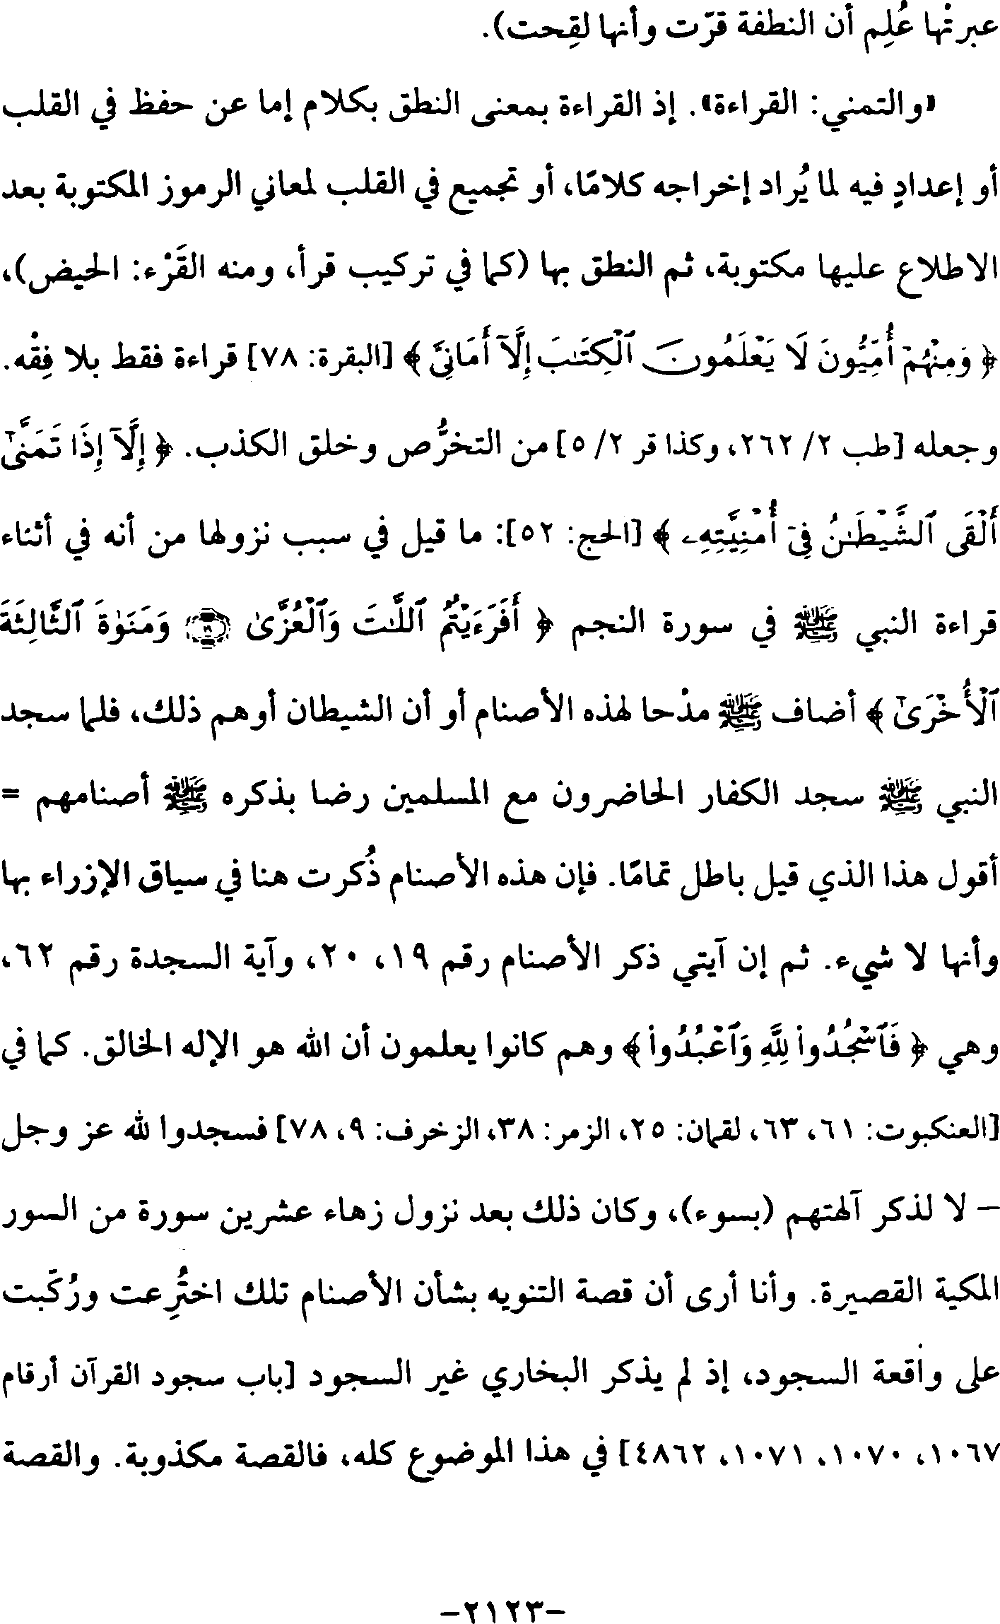 عبرتْها عُلِم أن النطفة قرّت وأنها لقِحت).
«والتمني: القراءة». إذ القراءة بمعنى النطق بكلام إما عن حفظ في القلب
أو إعدادٍ فيه لما يُراد إخراجه كلامًا، أو تجميع في القلب لمعاني الرموز المكتوبة بعد
الاطلاع عليها مكتوبة، ثم النطق بها (كما في تركيب قرأ، ومنه القَرْء: الحيض)،
﴿ وَمِنْهُمْ أُمِّيُّونَ لَا يَعْلَمُونَ ٱلْكِتَـٰبَ إِلَّآ أَمَانِىَّ ﴾ [البقرة: ٧٨] قراءة فقط بلا فِقْه.
وجعله [طب ٢/ ٢٦٢، وكذا قر ٢/ ٥] من التخرُّص وخلق الكذب. ﴿ إِلَّآ إِذَا تَمَنَّىٰٓ
أَلْقَى ٱلشَّيْطَـٰنُ فِىٓ أُمْنِيَّتِهِۦ ﴾ [الحج: ٥٢]: ما قيل في سبب نزولها من أنه في أثناء
قراءة النبي ﷺ في سورة النجم ﴿ أَفَرَءَيْتُمُ ٱللَّـٰتَ وَٱلْعُزَّىٰ ۝١٩ وَمَنَوٰةَ ٱلثَّالِثَةَ
ٱلْأُخْرَىٰٓ ﴾ أضاف ﷺ مدْحا لهذه الأصنام أو أن الشيطان أوهم ذلك، فلما سجد
النبي ﷺ سجد الكفار الحاضرون مع المسلمين رضا بذكره ﷺ أصنامهم =
أقول هذا الذي قيل باطل تمامًا. فإن هذه الأصنام ذُكرت هنا في سياق الإزراء بها
وأنها لا شيء. ثم إن آيتي ذكر الأصنام رقم ١٩، ٢٠، وآية السجدة رقم ٦٢،
وهي ﴿ فَٱسْجُدُوا۟ لِلَّهِ وَٱعْبُدُوا۟ ﴾ وهم كانوا يعلمون أن الله هو الإله الخالق. كما في
[العنكبوت: ٦١، ٦٣، لقمان: ٢٥، الزمر: ٣٨، الزخرف: ٩، ٧٨] فسجدوا لله عز وجل
– لا لذكر آلهتهم (بسوء)، وكان ذلك بعد نزول زهاء عشرين سورة من السور
المكية القصيرة. وأنا أرى أن قصة التنويه بشأن الأصنام تلك اختُرِعت ورُكّبت
على واقعة السجود، إذ لم يذكر البخاري غير السجود [باب سجود القرآن أرقام
١٠٦٧، ١٠٧٠، ١٠٧١، ٤٨٦٢] في هذا الموضوع كله، فالقصة مكذوبة. والقصة
-٢١٢٣-